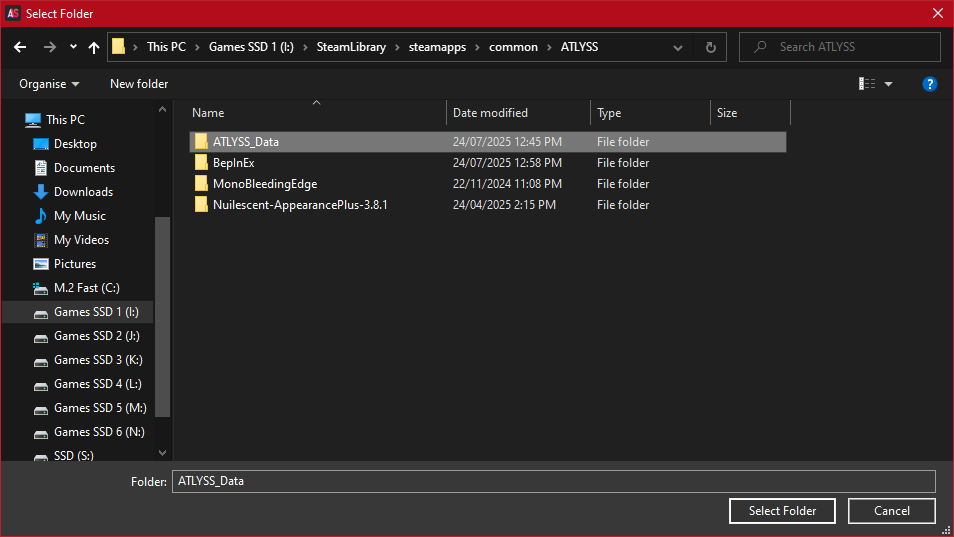 AS Select Folder
This PC > Games SSD 1 (I:) > SteamLibrary > steamapps > common > ATLYSS
Search ATLYSS
Organise New folder
?
Name Date modified Type Size
This PC
Desktop
Documents
Downloads
My Music
My Videos
Pictures
M.2 Fast (C:)
Games SSD 1 (I:)
Games SSD 2 (J:)
Games SSD 3 (K:)
Games SSD 4 (L:)
Games SSD 5 (M:)
Games SSD 6 (N:)
SSD (S:)
ATLYSS_Data 24/07/2025 12:45 PM File folder
BepInEx 24/07/2025 12:58 PM File folder
MonoBleedingEdge 22/11/2024 11:08 PM File folder
Nuilescent-AppearancePlus-3.8.1 24/04/2025 2:15 PM File folder
Folder: ATLYSS_Data
Select Folder Cancel